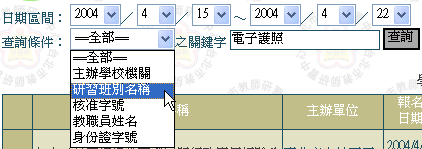 日期區間： 2004 ／ 4 ／ 15 ～ 2004 ／ 4 ／ 22
查詢條件： ==全部== 之關鍵字 電子護照 查詢
==全部==
主辦學校機關
研習班別名稱
核准字號
教職員姓名
身份證字號
稱 主辦單位 報名
日期
2004/4/